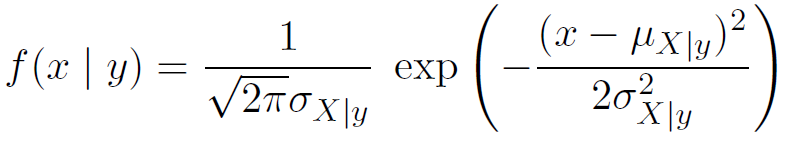 f(x | y) = \frac{1}{\sqrt{2\pi}\sigma_{X|y}} \exp\left(-\frac{(x - \mu_{X|y})^2}{2\sigma_{X|y}^2}\right)